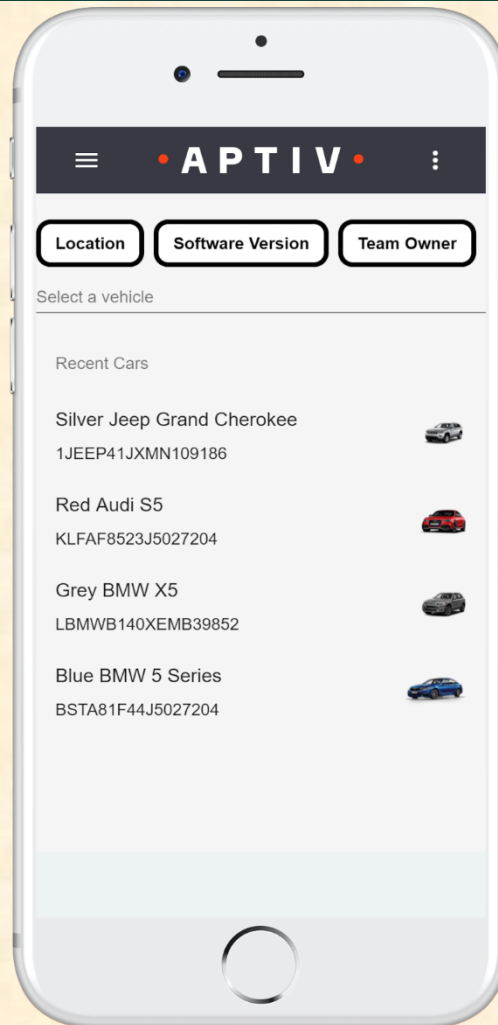 APTIV
Location
Software Version
Team Owner
Select a vehicle
Recent Cars
Silver Jeep Grand Cherokee
1JEEP41JXMN109186
Red Audi S5
KLFAF8523J5027204
Grey BMW X5
LBMWB140XEMB39852
Blue BMW 5 Series
BSTA81F44J5027204